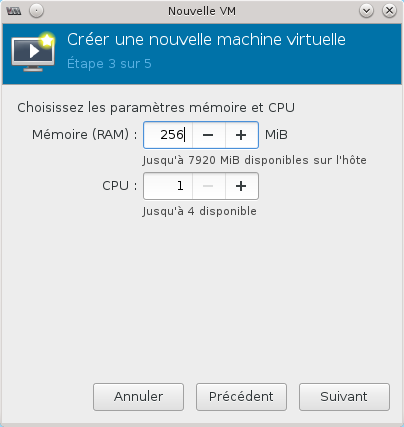 Nouvelle VM
Créer une nouvelle machine virtuelle
Étape 3 sur 5
Choisissez les paramètres mémoire et CPU
Mémoire (RAM) : 256 − + MiB
Jusqu'à 7920 MiB disponibles sur l'hôte
CPU : 1 − +
Jusqu'à 4 disponible
Annuler Précédent Suivant